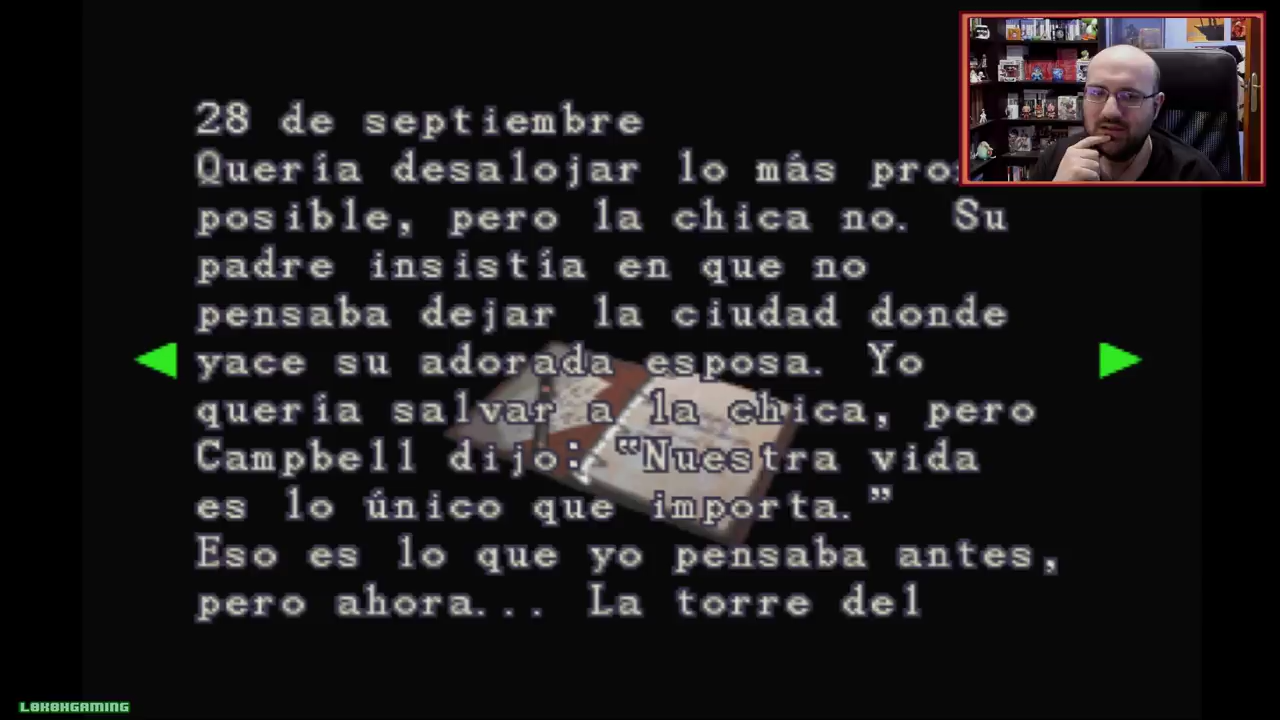 28 de septiembre
Quería desalojar lo más
posible, pero la chica no. Su
padre insistía en que no
pensaba dejar la ciudad donde
yace su adorada esposa. Yo
quería salvar a la chica, pero
Campbell dijo: “Nuestra vida
es lo único que importa.”
Eso es lo que yo pensaba antes,
pero ahora... La torre del
L0K0XGAMING